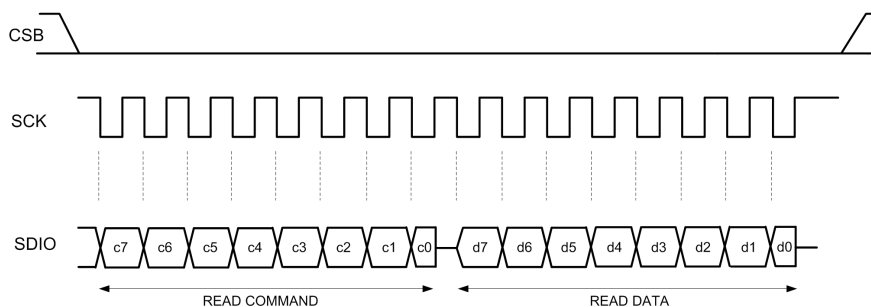 CSB
SCK
SDIO c7 c6 c5 c4 c3 c2 c1 c0 d7 d6 d5 d4 d3 d2 d1 d0
READ COMMAND READ DATA